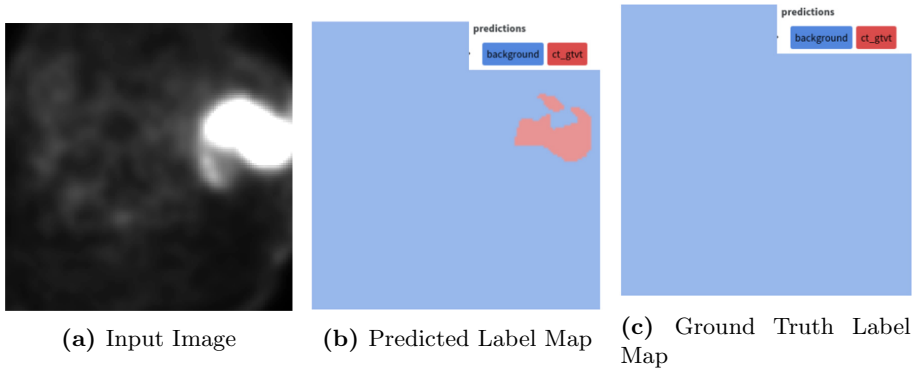 predictions
background ct_gtvt
predictions
background ct_gtvt
(a) Input Image
(b) Predicted Label Map
(c) Ground Truth Label
Map